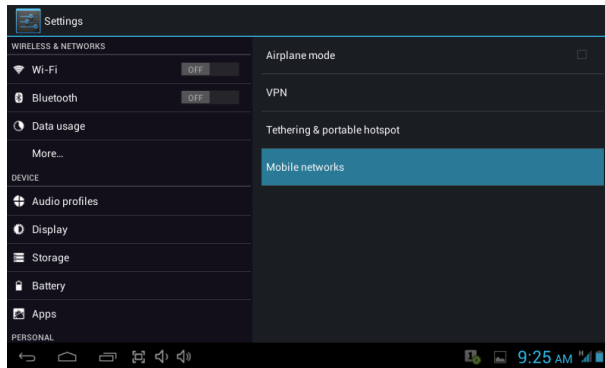 Settings
WIRELESS & NETWORKS
Wi-Fi OFF
Bluetooth OFF
Data usage
More...
DEVICE
Audio profiles
Display
Storage
Battery
Apps
PERSONAL
Airplane mode
VPN
Tethering & portable hotspot
Mobile networks
9:25 AM H